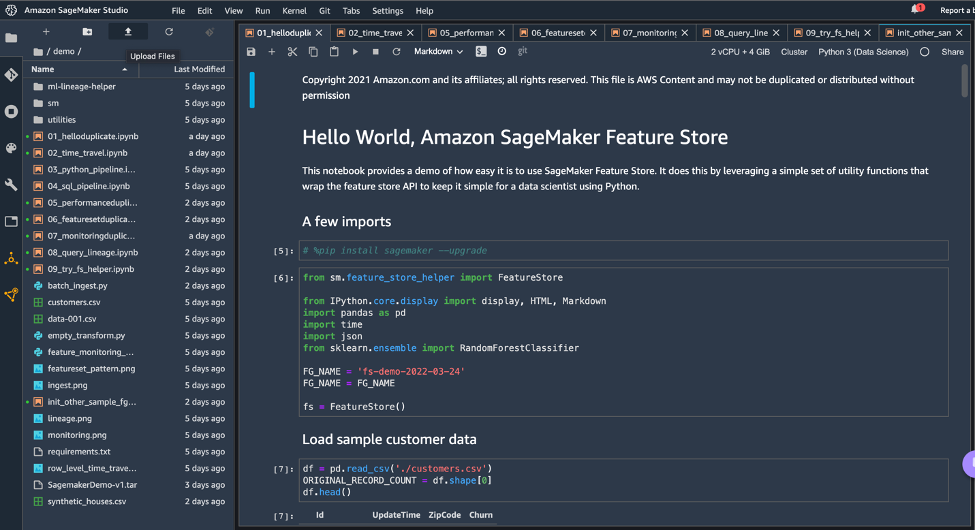 Amazon SageMaker Studio File Edit View Run Kernel Git Tabs Settings Help 1 Report a b
01_helloduplic 02_time_trave 05_performan 06_featureset 07_monitoring 08_query_line 09_try_fs_hel init_other_san
Markdown git 2 vCPU + 4 GiB Cluster Python 3 (Data Science) Share
/ demo /
Upload Files
Name Last Modified
ml-lineage-helper 5 days ago
sm 5 days ago
utilities 5 days ago
01_helloduplicate.ipynb a day ago
02_time_travel.ipynb a day ago
03_python_pipeline.i... 5 days ago
04_sql_pipeline.ipynb 5 days ago
05_performancedupli... 2 days ago
06_featuresetduplica... 2 days ago
07_monitoringduplic... a day ago
08_query_lineage.ipynb 2 days ago
09_try_fs_helper.ipynb 2 days ago
batch_ingest.py 5 days ago
customers.csv 2 days ago
data-001.csv 5 days ago
empty_transform.py 5 days ago
feature_monitoring_... 5 days ago
featureset_pattern.png 5 days ago
ingest.png 5 days ago
init_other_sample_fg... 2 days ago
lineage.png 5 days ago
monitoring.png 5 days ago
requirements.txt 5 days ago
row_level_time_trave... 5 days ago
SagemakerDemo-v1.tar 5 days ago
synthetic_houses.csv 2 days ago
Copyright 2021 Amazon.com and its affiliates; all rights reserved. This file is AWS Content and may not be duplicated or distributed without
permission
Hello World, Amazon SageMaker Feature Store
This notebook provides a demo of how easy it is to use SageMaker Feature Store. It does this by leveraging a simple set of utility functions that
wrap the feature store API to keep it simple for a data scientist using Python.
A few imports
[5]: # %pip install sagemaker --upgrade
[6]: from sm.feature_store_helper import FeatureStore
from IPython.core.display import display, HTML, Markdown
import pandas as pd
import time
import json
from sklearn.ensemble import RandomForestClassifier
FG_NAME = 'fs-demo-2022-03-24'
FG_NAME = FG_NAME
fs = FeatureStore()
Load sample customer data
[7]: df = pd.read_csv('./customers.csv')
ORIGINAL_RECORD_COUNT = df.shape[0]
df.head()
[7]: Id UpdateTime ZipCode Churn